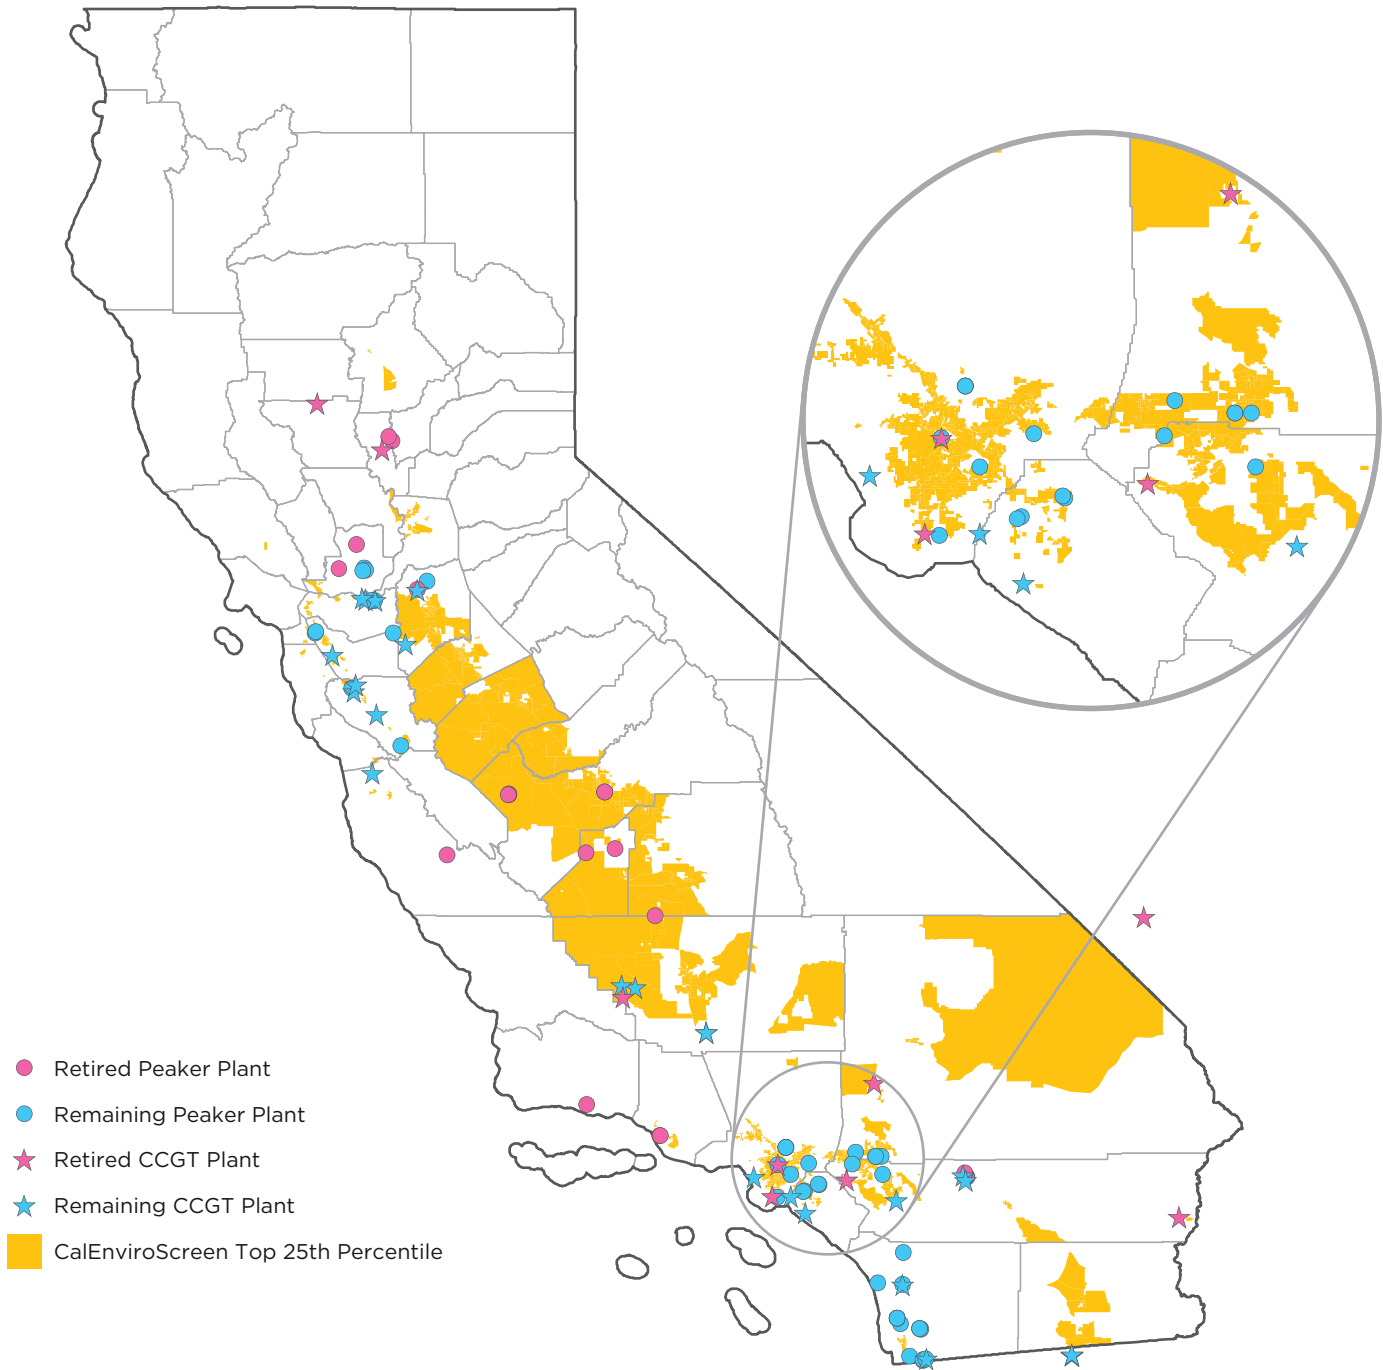 Retired Peaker Plant
Remaining Peaker Plant
Retired CCGT Plant
Remaining CCGT Plant
CalEnviroScreen Top 25th Percentile